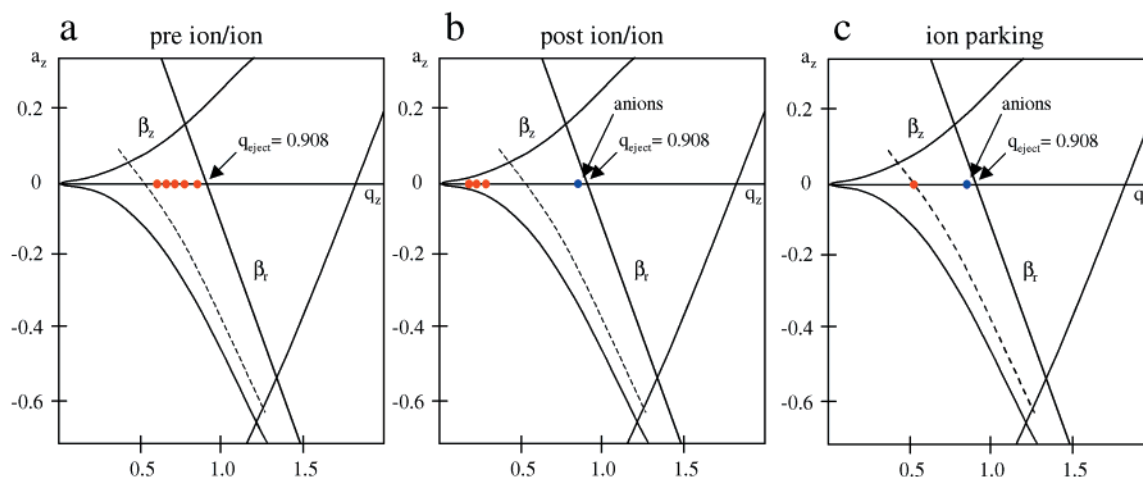 a
pre ion/ion
a_z
0.2
0
-0.2
-0.4
-0.6
β_z
q_eject = 0.908
q_z
β_r
0.5
1.0
1.5
b
post ion/ion
a_z
0.2
0
-0.2
-0.4
-0.6
β_z
anions
q_eject = 0.908
q_z
β_r
0.5
1.0
1.5
c
ion parking
a_z
0.2
0
-0.2
-0.4
-0.6
β_z
anions
q_eject = 0.908
q
β_r
0.5
1.0
1.5